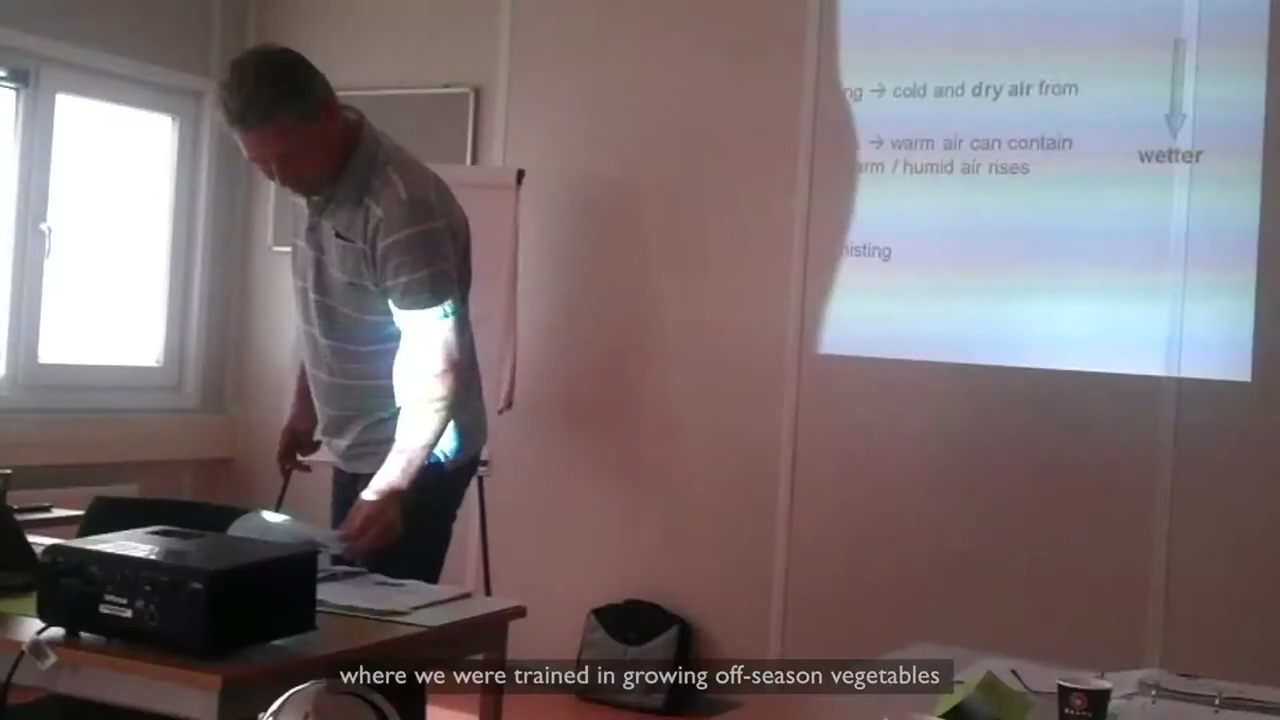 ng → cold and dry air from
→ warm air can contain
arm / humid air rises
wetter
isting
where we were trained in growing off-season vegetables